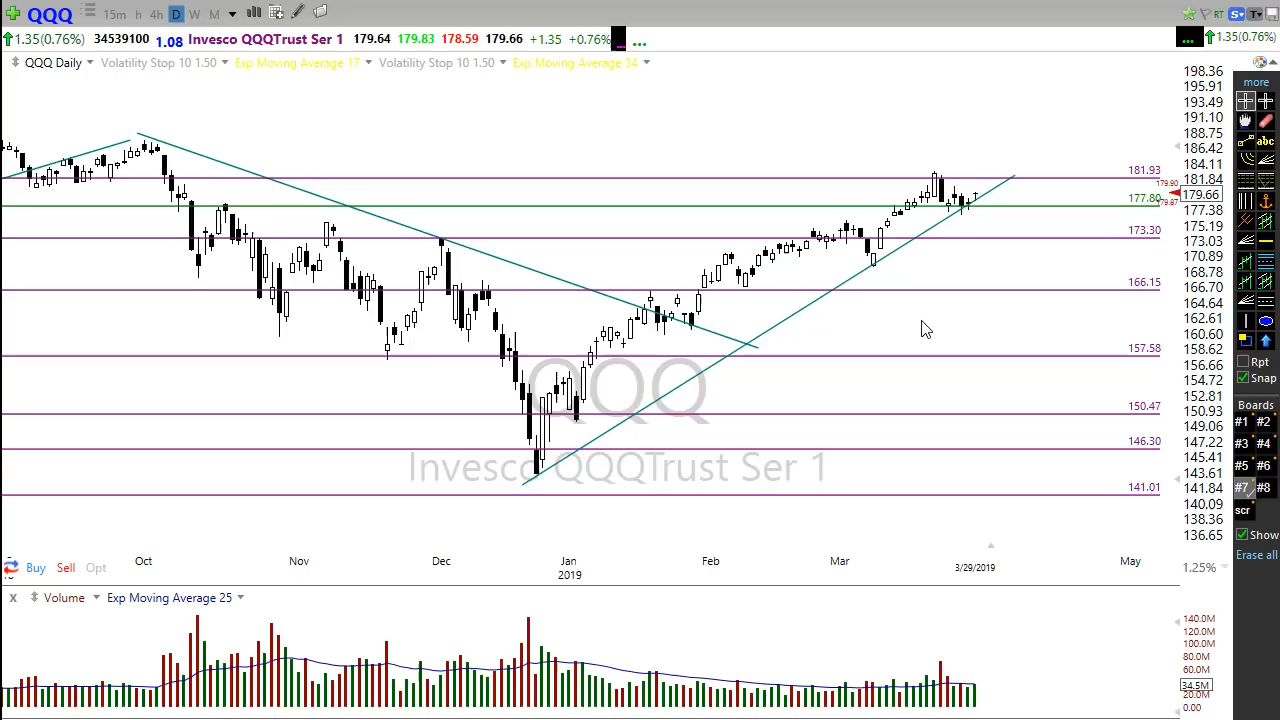 QQQ 15m h 4h D W M RT S T
1.35(0.76%) 34539100 1.08 Invesco QQQTrust Ser 1 179.64 179.83 178.59 179.66 +1.35 +0.76% ... ... ... 1.35(0.76%)
QQQ Daily Volatility Stop 10 1.50 Exp Moving Average 17 Volatility Stop 10 1.50 Exp Moving Average 34
198.36
more
195.91
193.49
191.10
abc
188.75
186.42
181.93
184.11
181.84
179.90
177.80
179.87
179.66
177.38
175.19
173.30
173.03
170.89
168.78
166.15
166.70
164.64
162.61
160.60
157.58
158.62
Rpt
156.66
Snap
154.72
QQQ
152.81
Boards
150.47
150.93
#1 #2
149.06
146.30
147.22
#3 #4
145.41
Invesco QQQTrust Ser 1
#5 #6
143.61
141.01
141.84
#7 #8
140.09
scr
138.36
Show
136.65
Erase all
Oct Nov Dec Jan Feb Mar May
2019 3/29/2019
Buy Sell Opt 1.25%
x Volume Exp Moving Average 25
140.0M
120.0M
100.0M
80.0M
60.0M
34.5M
20.0M
0.00